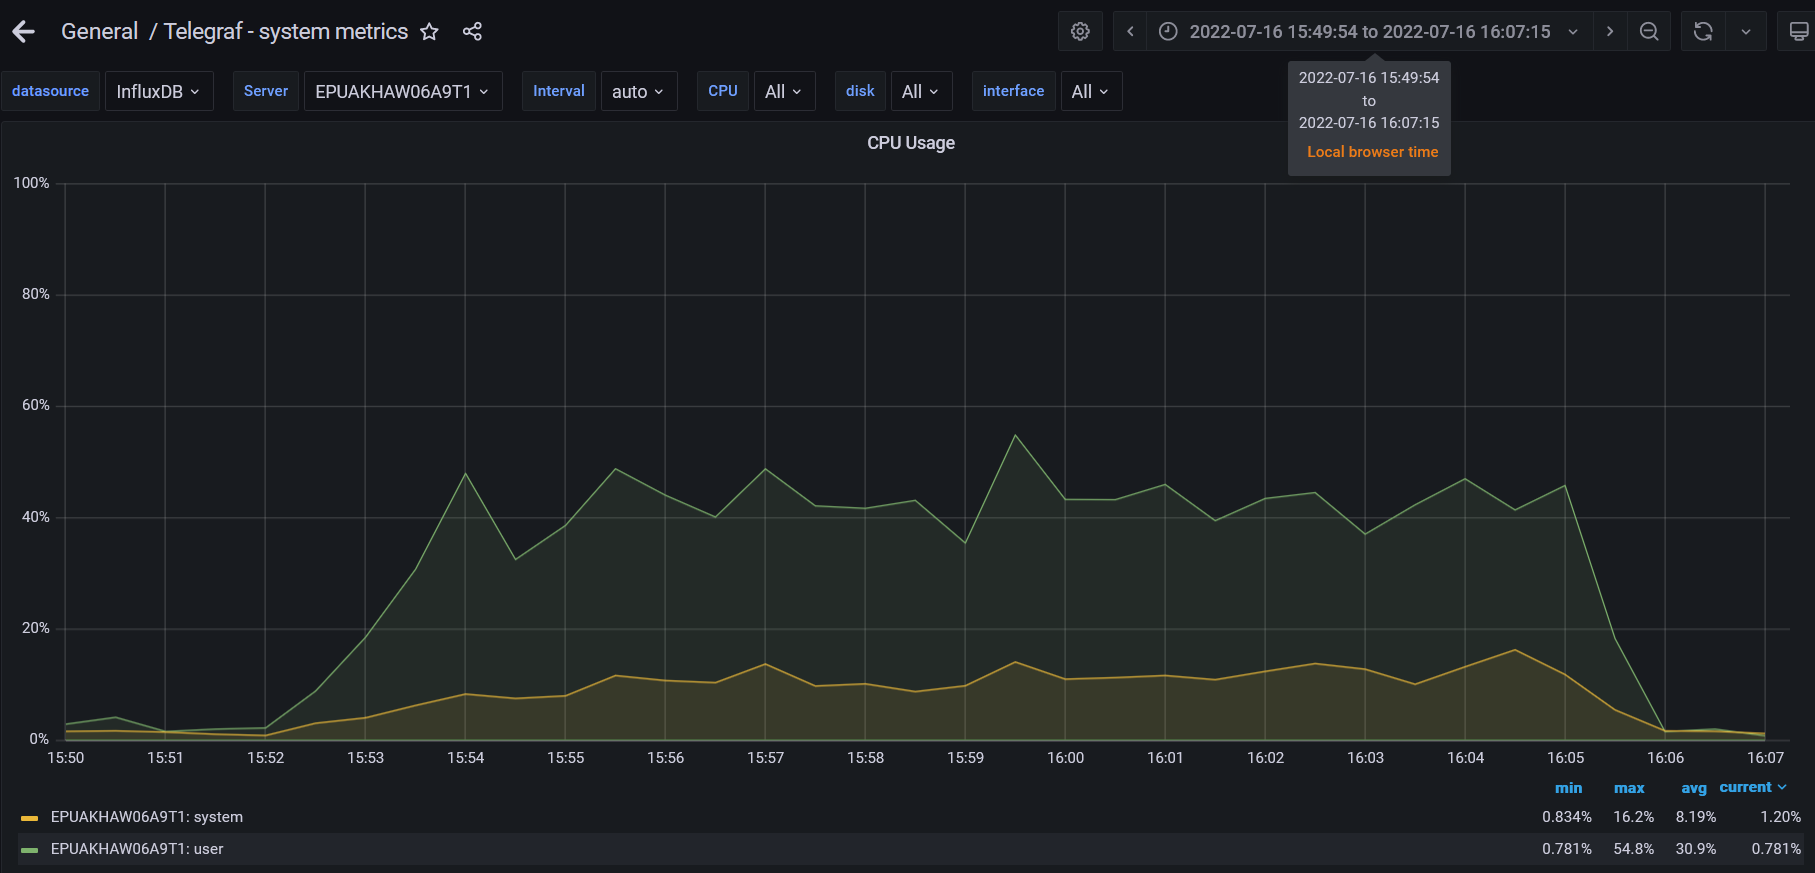 General / Telegraf - system metrics
2022-07-16 15:49:54 to 2022-07-16 16:07:15
datasource InfluxDB Server EPUAKHAW06A9T1 Interval auto CPU All disk All interface All
2022-07-16 15:49:54
to
2022-07-16 16:07:15
Local browser time
CPU Usage
100%
80%
60%
40%
20%
0%
15:50 15:51 15:52 15:53 15:54 15:55 15:56 15:57 15:58 15:59 16:00 16:01 16:02 16:03 16:04 16:05 16:06 16:07
min max avg current
EPUAKHAW06A9T1: system 0.834% 16.2% 8.19% 1.20%
EPUAKHAW06A9T1: user 0.781% 54.8% 30.9% 0.781%